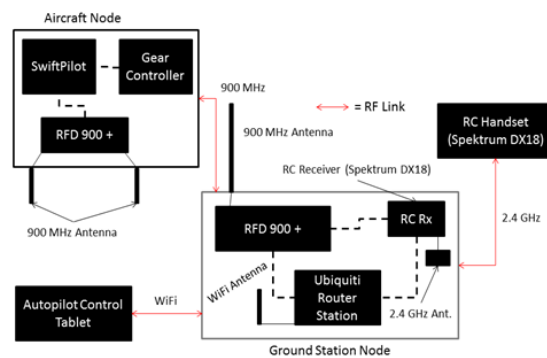 Aircraft Node
SwiftPilot
Gear
Controller
RFD 900 +
900 MHz Antenna
900 MHz
900 MHz Antenna
= RF Link
RC Handset
(Spektrum DX18)
RC Receiver (Spektrum DX18)
RFD 900 +
RC Rx
2.4 GHz
WiFi Antenna
Ubiquiti
Router
Station
2.4 GHz Ant.
Autopilot Control
Tablet
WiFi
Ground Station Node